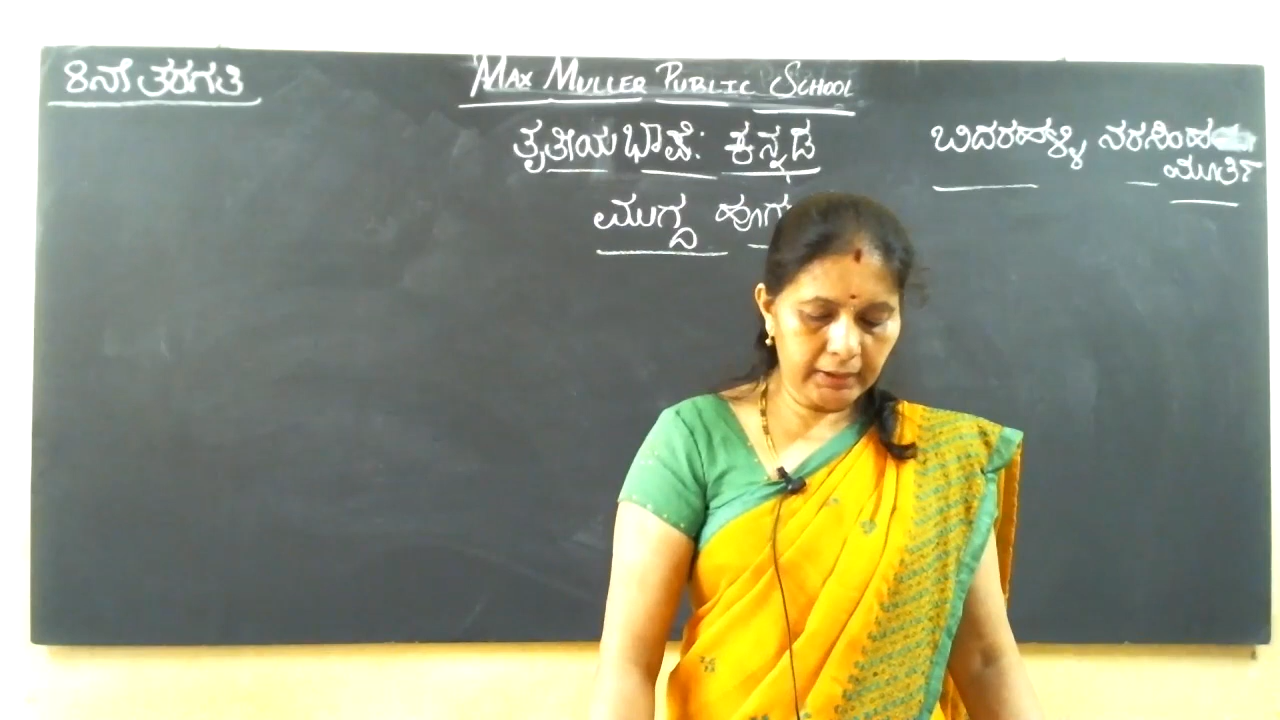 8ನೇ ತರಗತಿ
MAX MULLER PUBLIC SCHOOL
ತೃತೀಯ ಭಾಷೆ: ಕನ್ನಡ
ಬಿದರಹಳ್ಳಿ ನರಸಿಂಹ
ಮೂರ್ತಿ
ಮುಗ್ದ